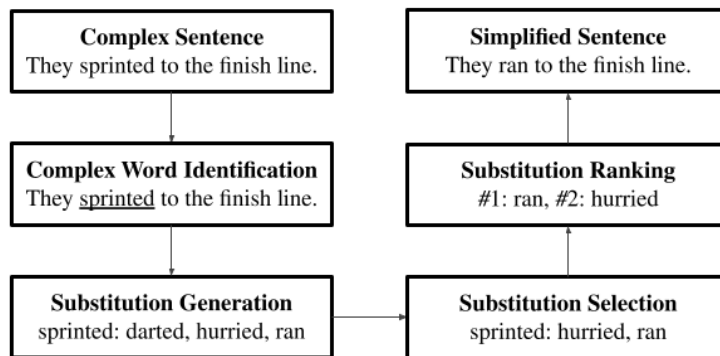 Complex Sentence
They sprinted to the finish line.
Complex Word Identification
They sprinted to the finish line.
Substitution Generation
sprinted: darted, hurried, ran
Substitution Selection
sprinted: hurried, ran
Substitution Ranking
#1: ran, #2: hurried
Simplified Sentence
They ran to the finish line.